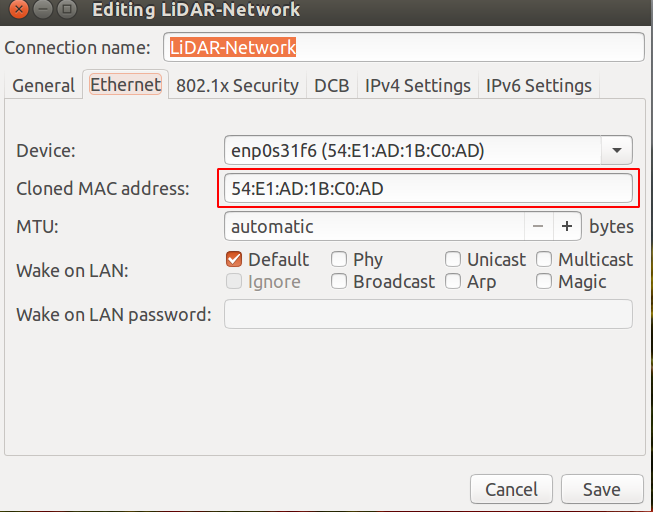 Editing LiDAR-Network
Connection name: LiDAR-Network
General Ethernet 802.1x Security DCB IPv4 Settings IPv6 Settings
Device: enp0s31f6 (54:E1:AD:1B:C0:AD)
Cloned MAC address: 54:E1:AD:1B:C0:AD
MTU: automatic − + bytes
Wake on LAN: Default Phy Unicast Multicast
Ignore Broadcast Arp Magic
Wake on LAN password:
Cancel Save